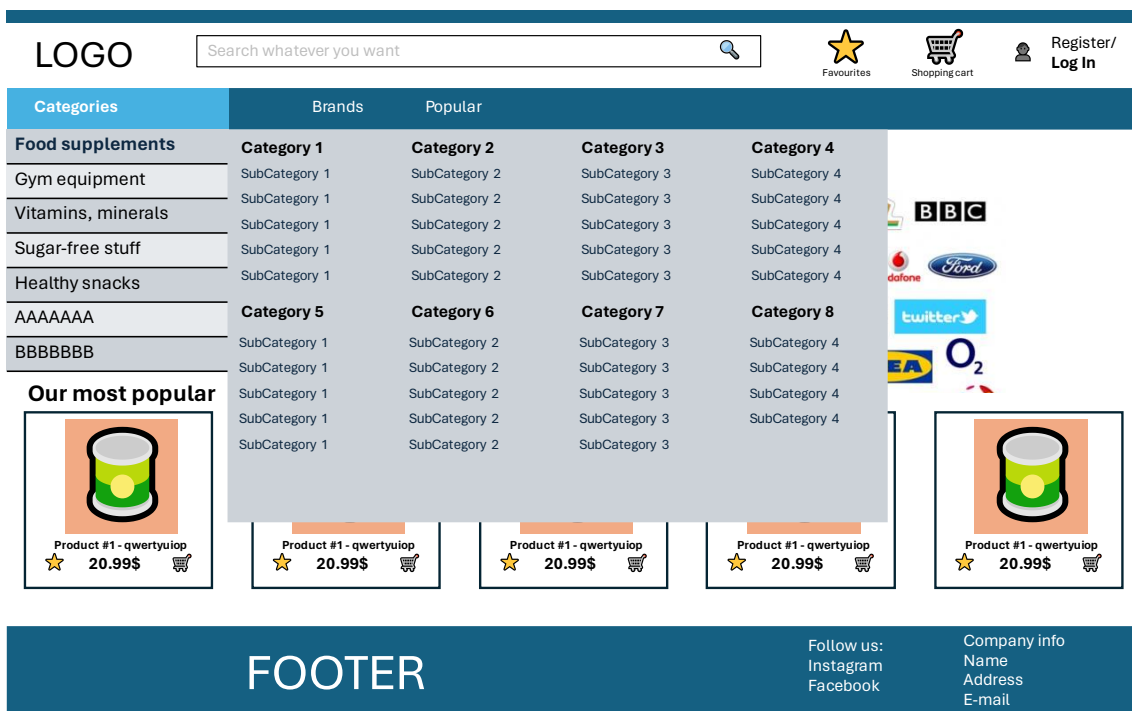 LOGO
Search whatever you want
Favourites
Shopping cart
Register/
Log In
Categories
Brands
Popular
Food supplements
Gym equipment
Vitamins, minerals
Sugar-free stuff
Healthy snacks
AAAAAAA
BBBBBBB
Category 1
SubCategory 1
SubCategory 1
SubCategory 1
SubCategory 1
SubCategory 1
Category 2
SubCategory 2
SubCategory 2
SubCategory 2
SubCategory 2
SubCategory 2
Category 3
SubCategory 3
SubCategory 3
SubCategory 3
SubCategory 3
SubCategory 3
Category 4
SubCategory 4
SubCategory 4
SubCategory 4
SubCategory 4
SubCategory 4
Category 5
SubCategory 1
SubCategory 1
SubCategory 1
SubCategory 1
SubCategory 1
Category 6
SubCategory 2
SubCategory 2
SubCategory 2
SubCategory 2
SubCategory 2
Category 7
SubCategory 3
SubCategory 3
SubCategory 3
SubCategory 3
SubCategory 3
Category 8
SubCategory 4
SubCategory 4
SubCategory 4
SubCategory 4
BBC
dafone
Ford
twitter
EA
O2
Our most popular
Product #1 - qwertyuiop
20.99$
Product #1 - qwertyuiop
20.99$
Product #1 - qwertyuiop
20.99$
Product #1 - qwertyuiop
20.99$
Product #1 - qwertyuiop
20.99$
FOOTER
Follow us:
Instagram
Facebook
Company info
Name
Address
E-mail